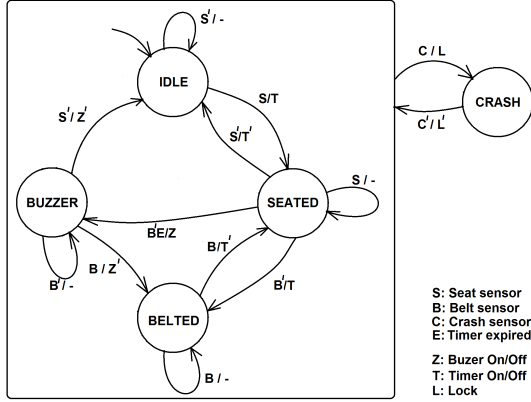 S' / -
C / L
IDLE
S/T
CRASH
S' / Z'
S'/T'
C' / L'
S / -
BUZZER
SEATED
B'E/Z
B/T'
B / Z'
B' / -
B'/T
S: Seat sensor
B: Belt sensor
BELTED
C: Crash sensor
E: Timer expired
Z: Buzer On/Off
B / -
T: Timer On/Off
L: Lock